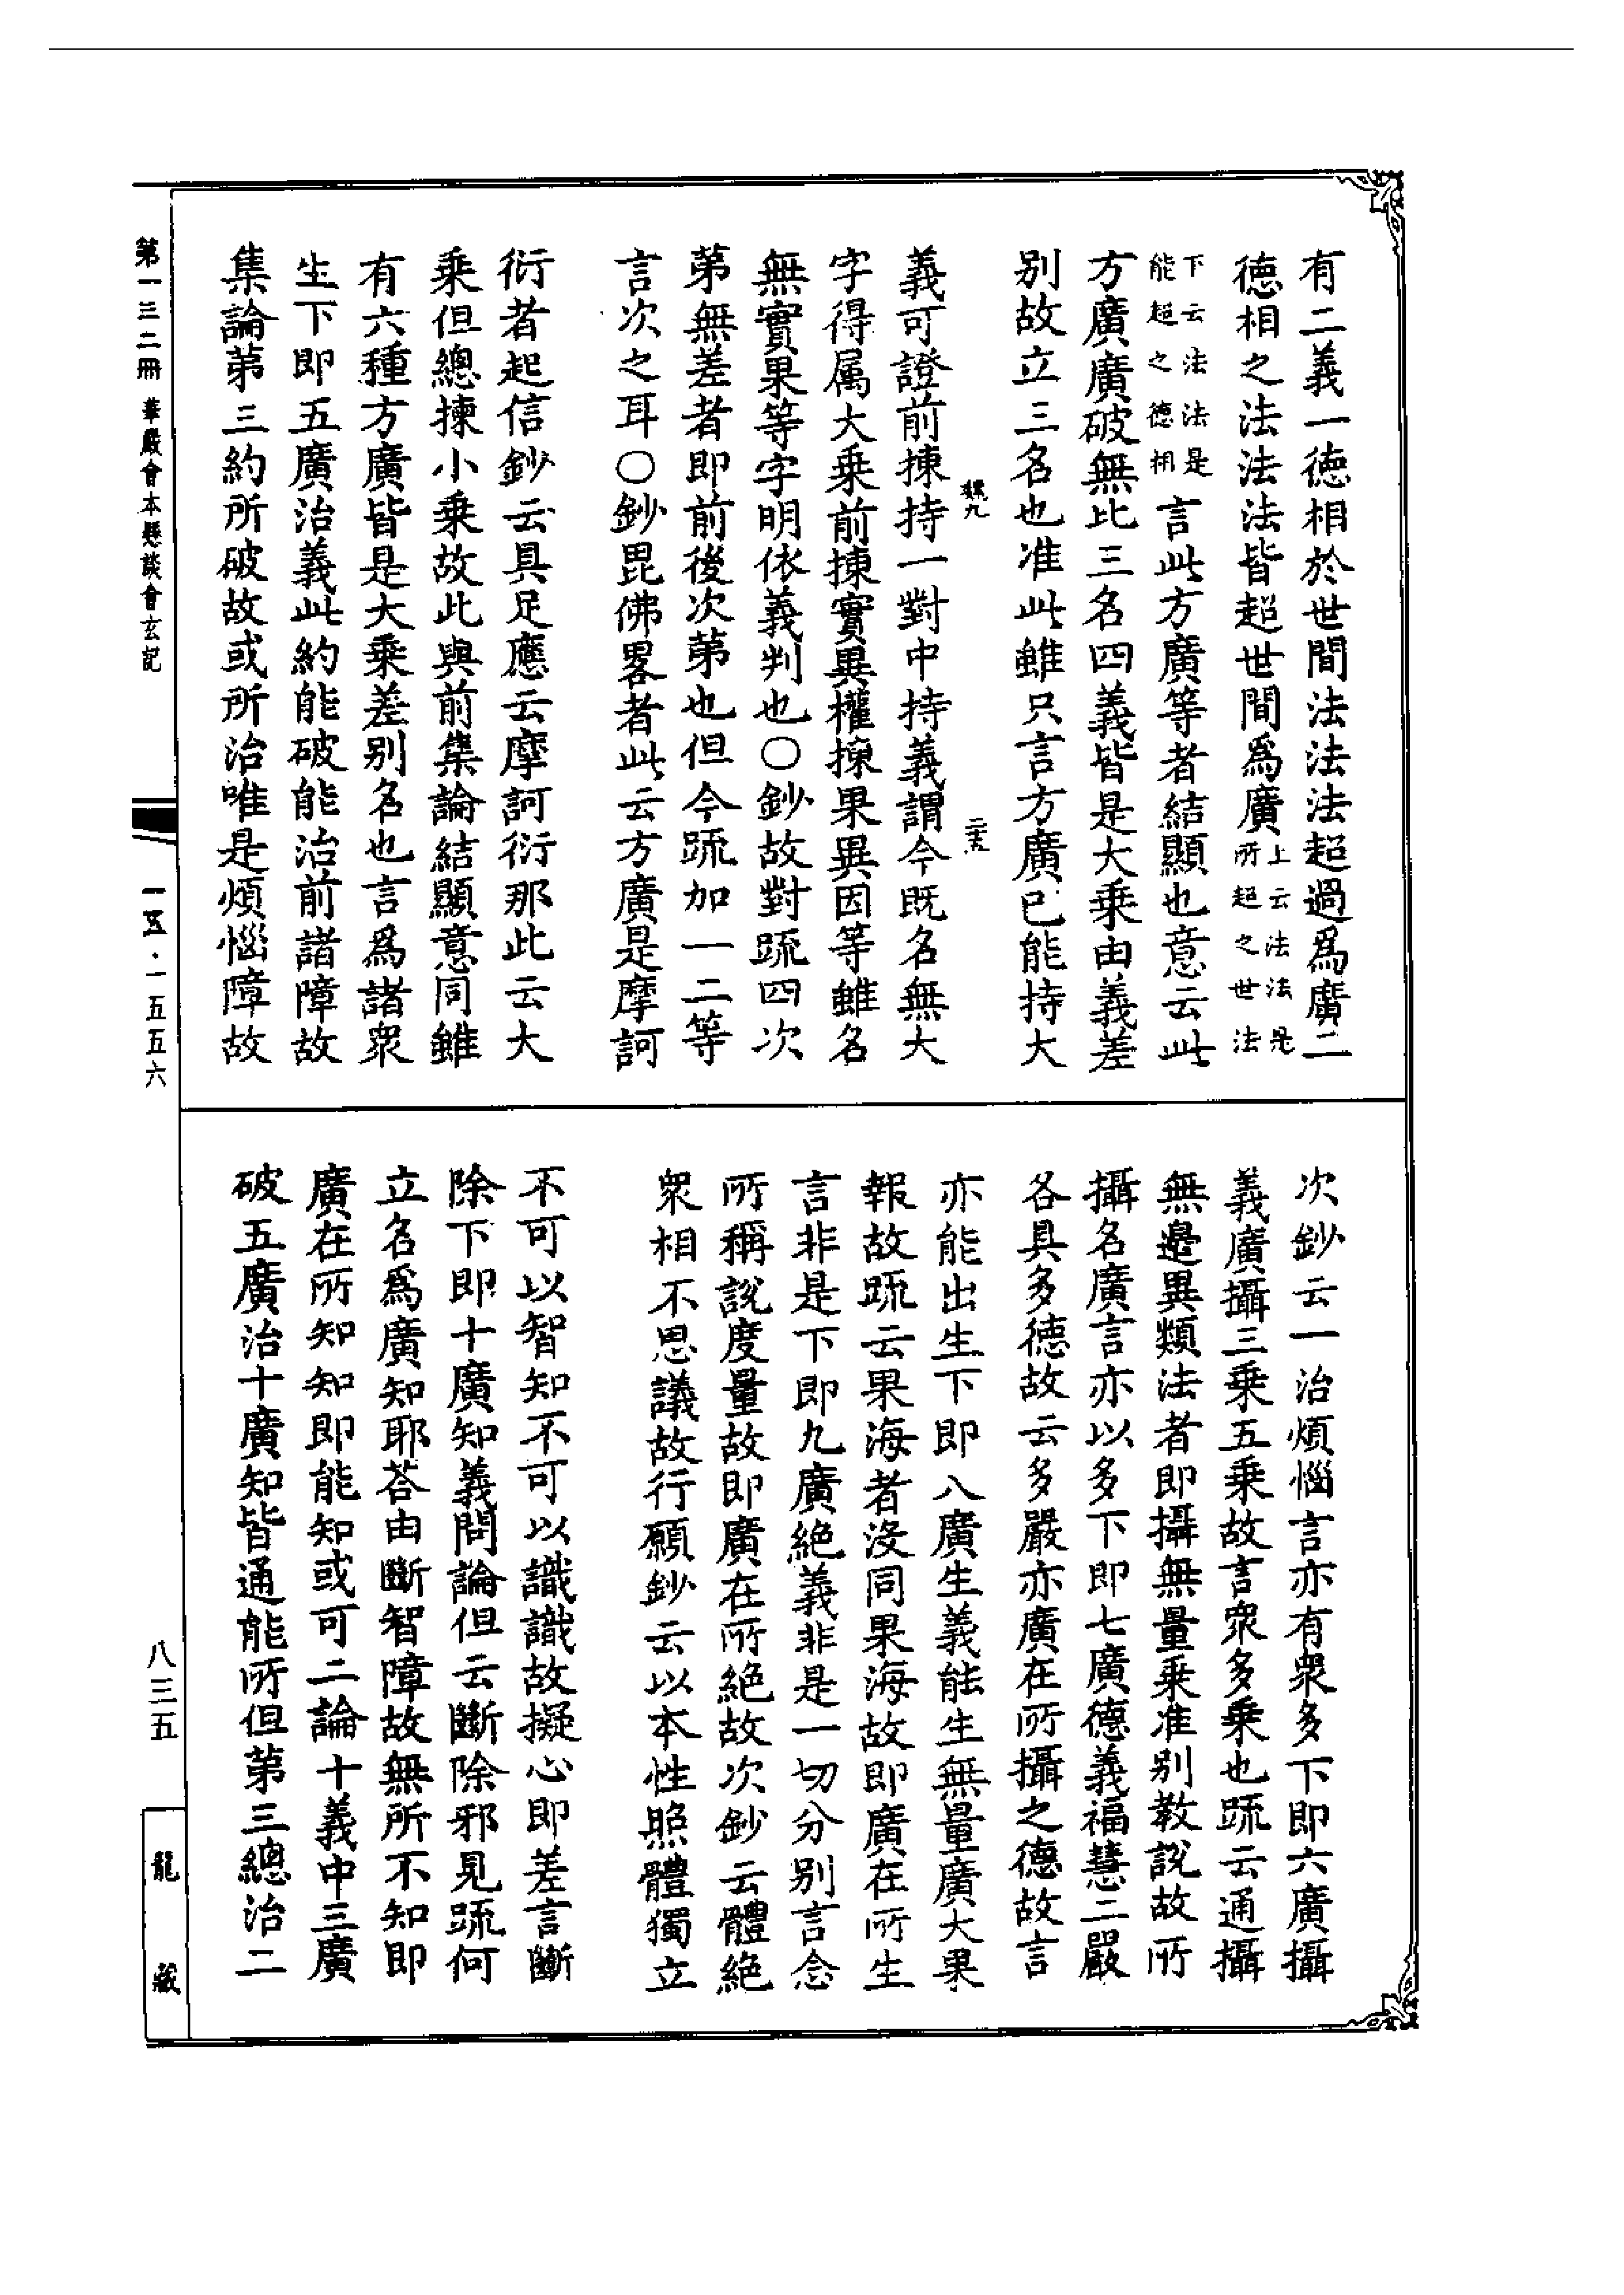 有二義一德相於世間法法法超過爲廣二
德相之法法法皆超世間爲廣上云法法是所超之世法
下云法法是能超之德相言此方廣等者結顯也意云此
方廣廣破無比三名四義皆是大乘由義差
別故立三名也准此雖只言方廣已能持大
義可證前揀持一對中持義謂今既名無大
字得属大乘前揀實異權揀果異因等雖名
無實果等字明依義判也〇鈔故對䟽四次
第無差者即前後次第也但今䟽加一二等
言次之耳〇鈔毘佛畧者此云方廣是摩訶
衍者起信鈔云具足應云摩訶衍那此云大
乘但總揀小乘故此與前集論結顯意同雖
有六種方廣皆是大乘差別名也言爲諸衆
生下即五廣治義此約能破能治前諸障故
集論第三約所破故或所治唯是煩惱障故
次鈔云一治煩惱言亦有衆多下即六廣攝
義廣攝三乘五乘故言衆多乘也䟽云通攝
無邉異類法者即攝無量乘准別教說故所
攝名廣言亦以多下即七廣德義福慧二嚴
各具多德故云多嚴亦廣在所攝之德故言
亦能出生下即八廣生義能生無量廣大果
報故䟽云果海者沒同果海故即廣在所生
言非是下即九廣絶義非是一切分別言念
所稱說度量故即廣在所絶故次鈔云體絶
衆相不思議故行願鈔云以本性照體獨立
不可以智知不可以識識故擬心即差言斷
除下即十廣知義問論但云斷除邪見䟽何
立名爲廣知耶荅由斷智障故無所不知即
廣在所知知即能知或可二論十義中三廣
破五廣治十廣知皆通能所但第三總治二
第一三二冊 華嚴會本懸談會玄記
一五·一五五六
八三五
龍藏
魏九